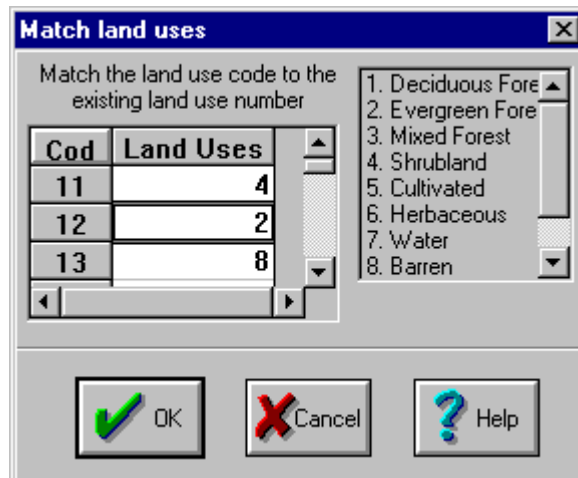 Match land uses
Match the land use code to the
existing land use number
Cod Land Uses
11 4
12 2
13 8
1. Deciduous Fore
2. Evergreen Fore
3. Mixed Forest
4. Shrubland
5. Cultivated
6. Herbaceous
7. Water
8. Barren
OK Cancel Help